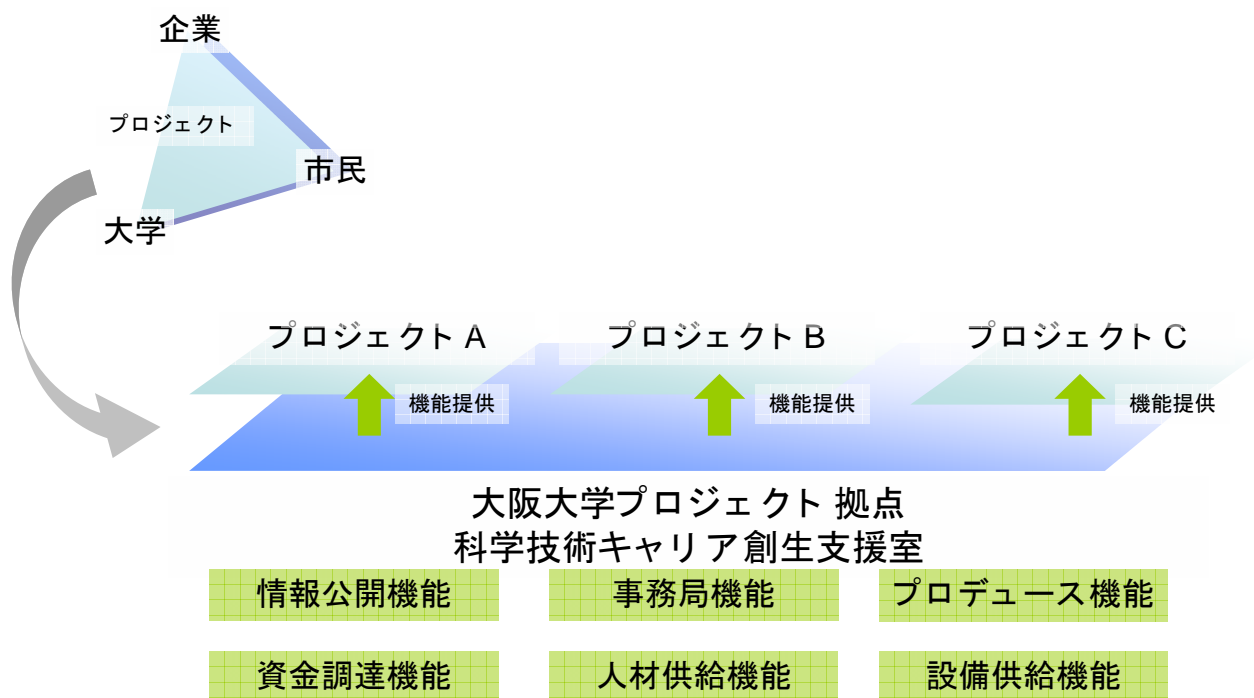 企業
プロジェクト
市民
大学
プロジェクト A
プロジェクト B
プロジェクト C
機能提供
機能提供
機能提供
大阪大学プロジェクト 拠点
科学技術キャリア創生支援室
情報公開機能
事務局機能
プロデュース機能
資金調達機能
人材供給機能
設備供給機能